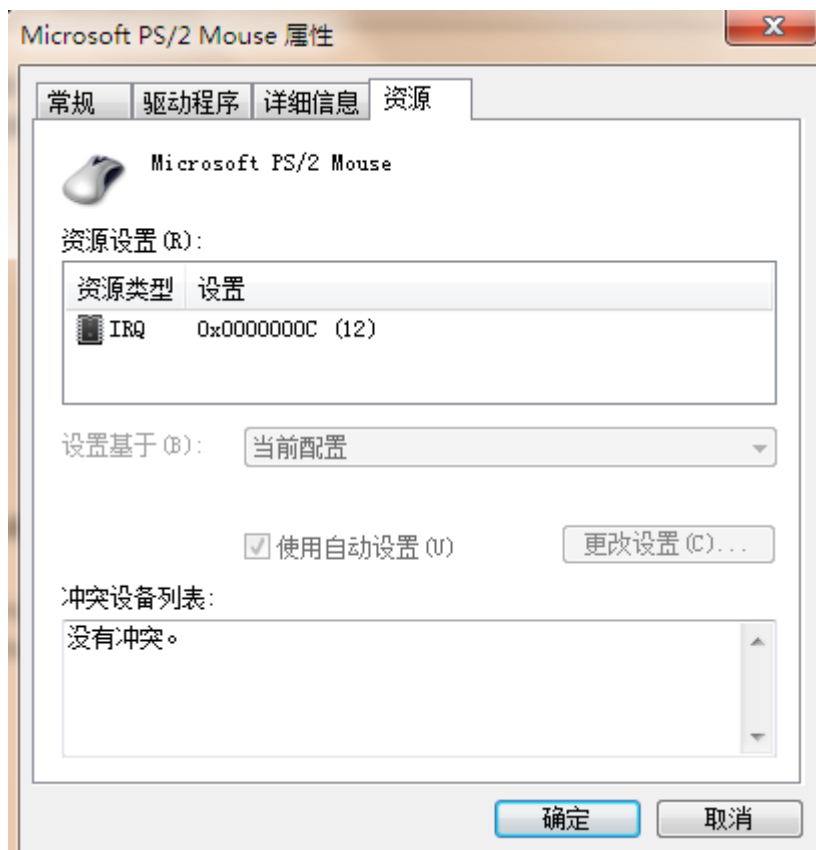 Microsoft PS/2 Mouse 属性
常规 驱动程序 详细信息 资源
Microsoft PS/2 Mouse
资源设置(R):
资源类型 设置
IRQ 0x0000000C (12)
设置基于(B): 当前配置
使用自动设置(U) 更改设置(C)...
冲突设备列表:
没有冲突。
确定 取消